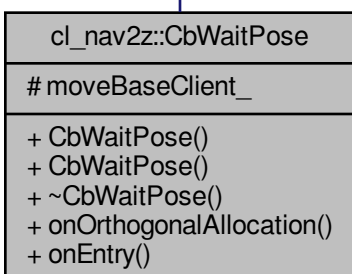 cl_nav2z::CbWaitPose
# moveBaseClient_
+ CbWaitPose()
+ CbWaitPose()
+ ~CbWaitPose()
+ onOrthogonalAllocation()
+ onEntry()